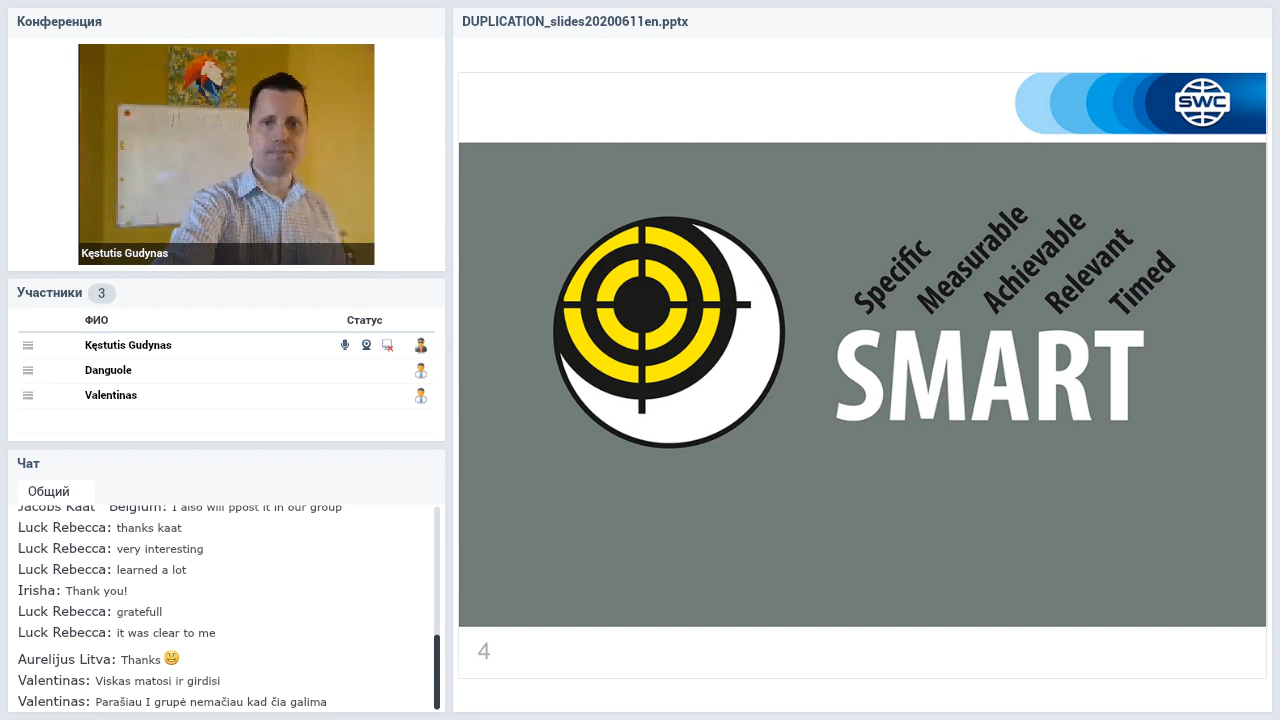 Конференция
Kęstutis Gudynas
Участники 3
ФИО Статус
Kęstutis Gudynas
Danguole
Valentinas
Чат
Общий
Jacobs Kaat Belgium: I also will ppost it in our group
Luck Rebecca: thanks kaat
Luck Rebecca: very interesting
Luck Rebecca: learned a lot
Irisha: Thank you!
Luck Rebecca: gratefull
Luck Rebecca: it was clear to me
Aurelijus Litva: Thanks
Valentinas: Viskas matosi ir girdisi
Valentinas: Parašiau I grupė nemačiau kad čia galima
DUPLICATION_slides20200611en.pptx
SWC
Specific
Measurable
Achievable
Relevant
Timed
SMART
4